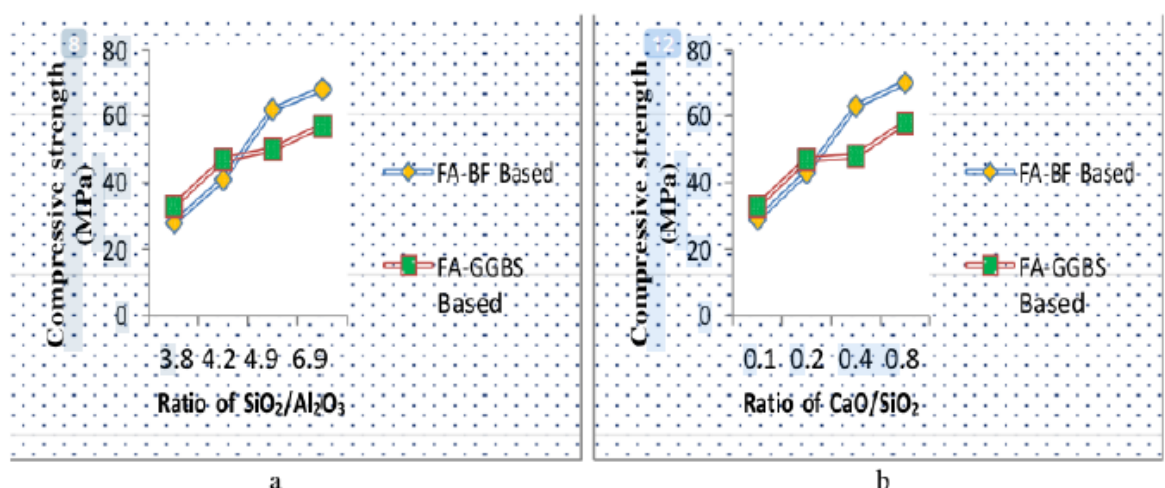 8
80
60
40
20
0
Compressive strength
(MPa)
3.8 4.2 4.9 6.9
Ratio of SiO₂/Al₂O₃
FA-BF Based
FA-GGBS
Based
a
12
80
60
40
20
0
Compressive strength
(MPa)
0.1 0.2 0.4 0.8
Ratio of CaO/SiO₂
FA-BF Based
FA-GGBS
Based
b